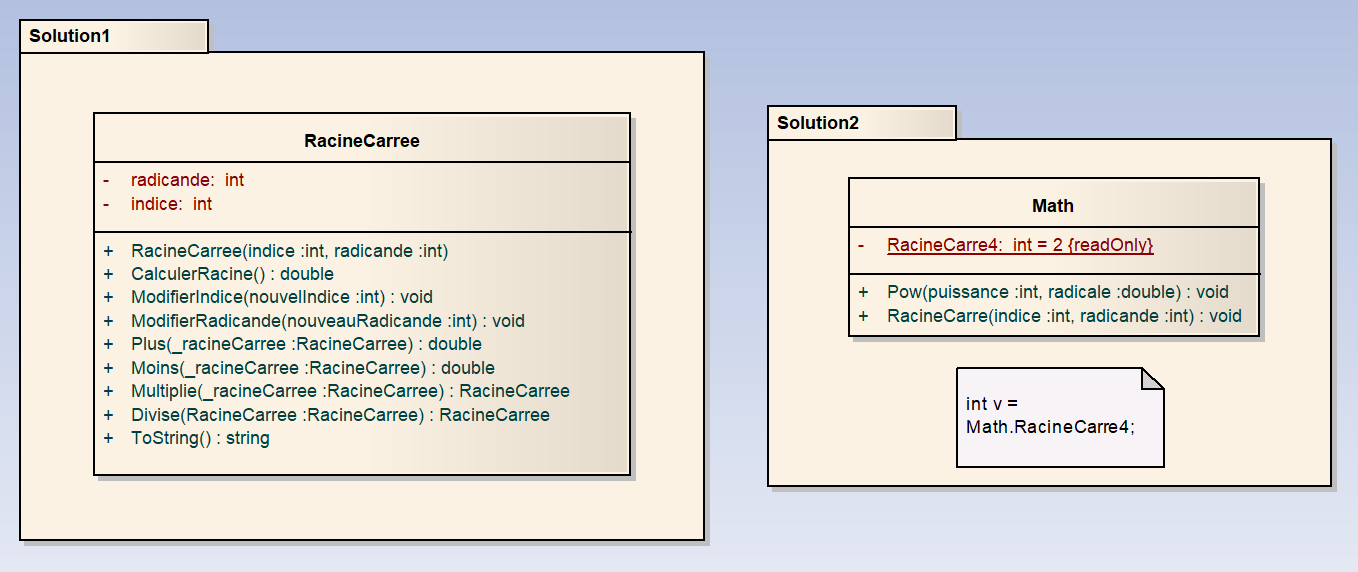 Solution1
RacineCarree
- radicande: int
- indice: int
+ RacineCarree(indice :int, radicande :int)
+ CalculerRacine() : double
+ ModifierIndice(nouvelIndice :int) : void
+ ModifierRadicande(nouveauRadicande :int) : void
+ Plus(_racineCarree :RacineCarree) : double
+ Moins(_racineCarree :RacineCarree) : double
+ Multiplie(_racineCarree :RacineCarree) : RacineCarree
+ Divise(RacineCarree :RacineCarree) : RacineCarree
+ ToString() : string
Solution2
Math
- RacineCarre4: int = 2 {readOnly}
+ Pow(puissance :int, radicale :double) : void
+ RacineCarre(indice :int, radicande :int) : void
int v =
Math.RacineCarre4;